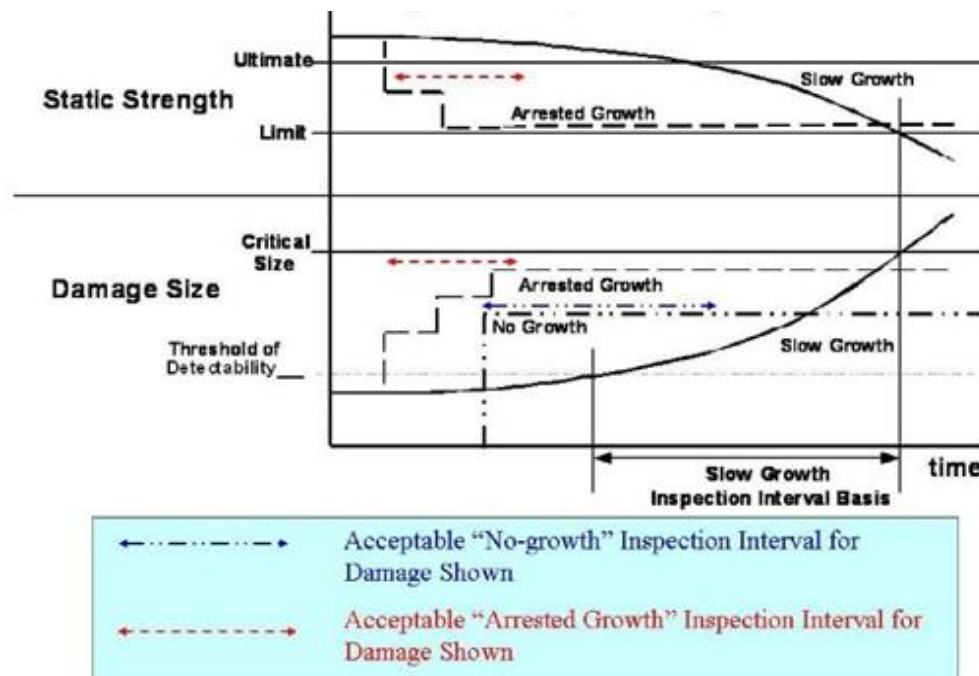 Ultimate
Slow Growth
Static Strength
Arrested Growth
Limit
Critical
Size
Damage Size
Arrested Growth
No Growth
Threshold of
Detectability
Slow Growth
time
Slow Growth
Inspection Interval Basis
Acceptable “No-growth” Inspection Interval for
Damage Shown
Acceptable “Arrested Growth” Inspection Interval for
Damage Shown